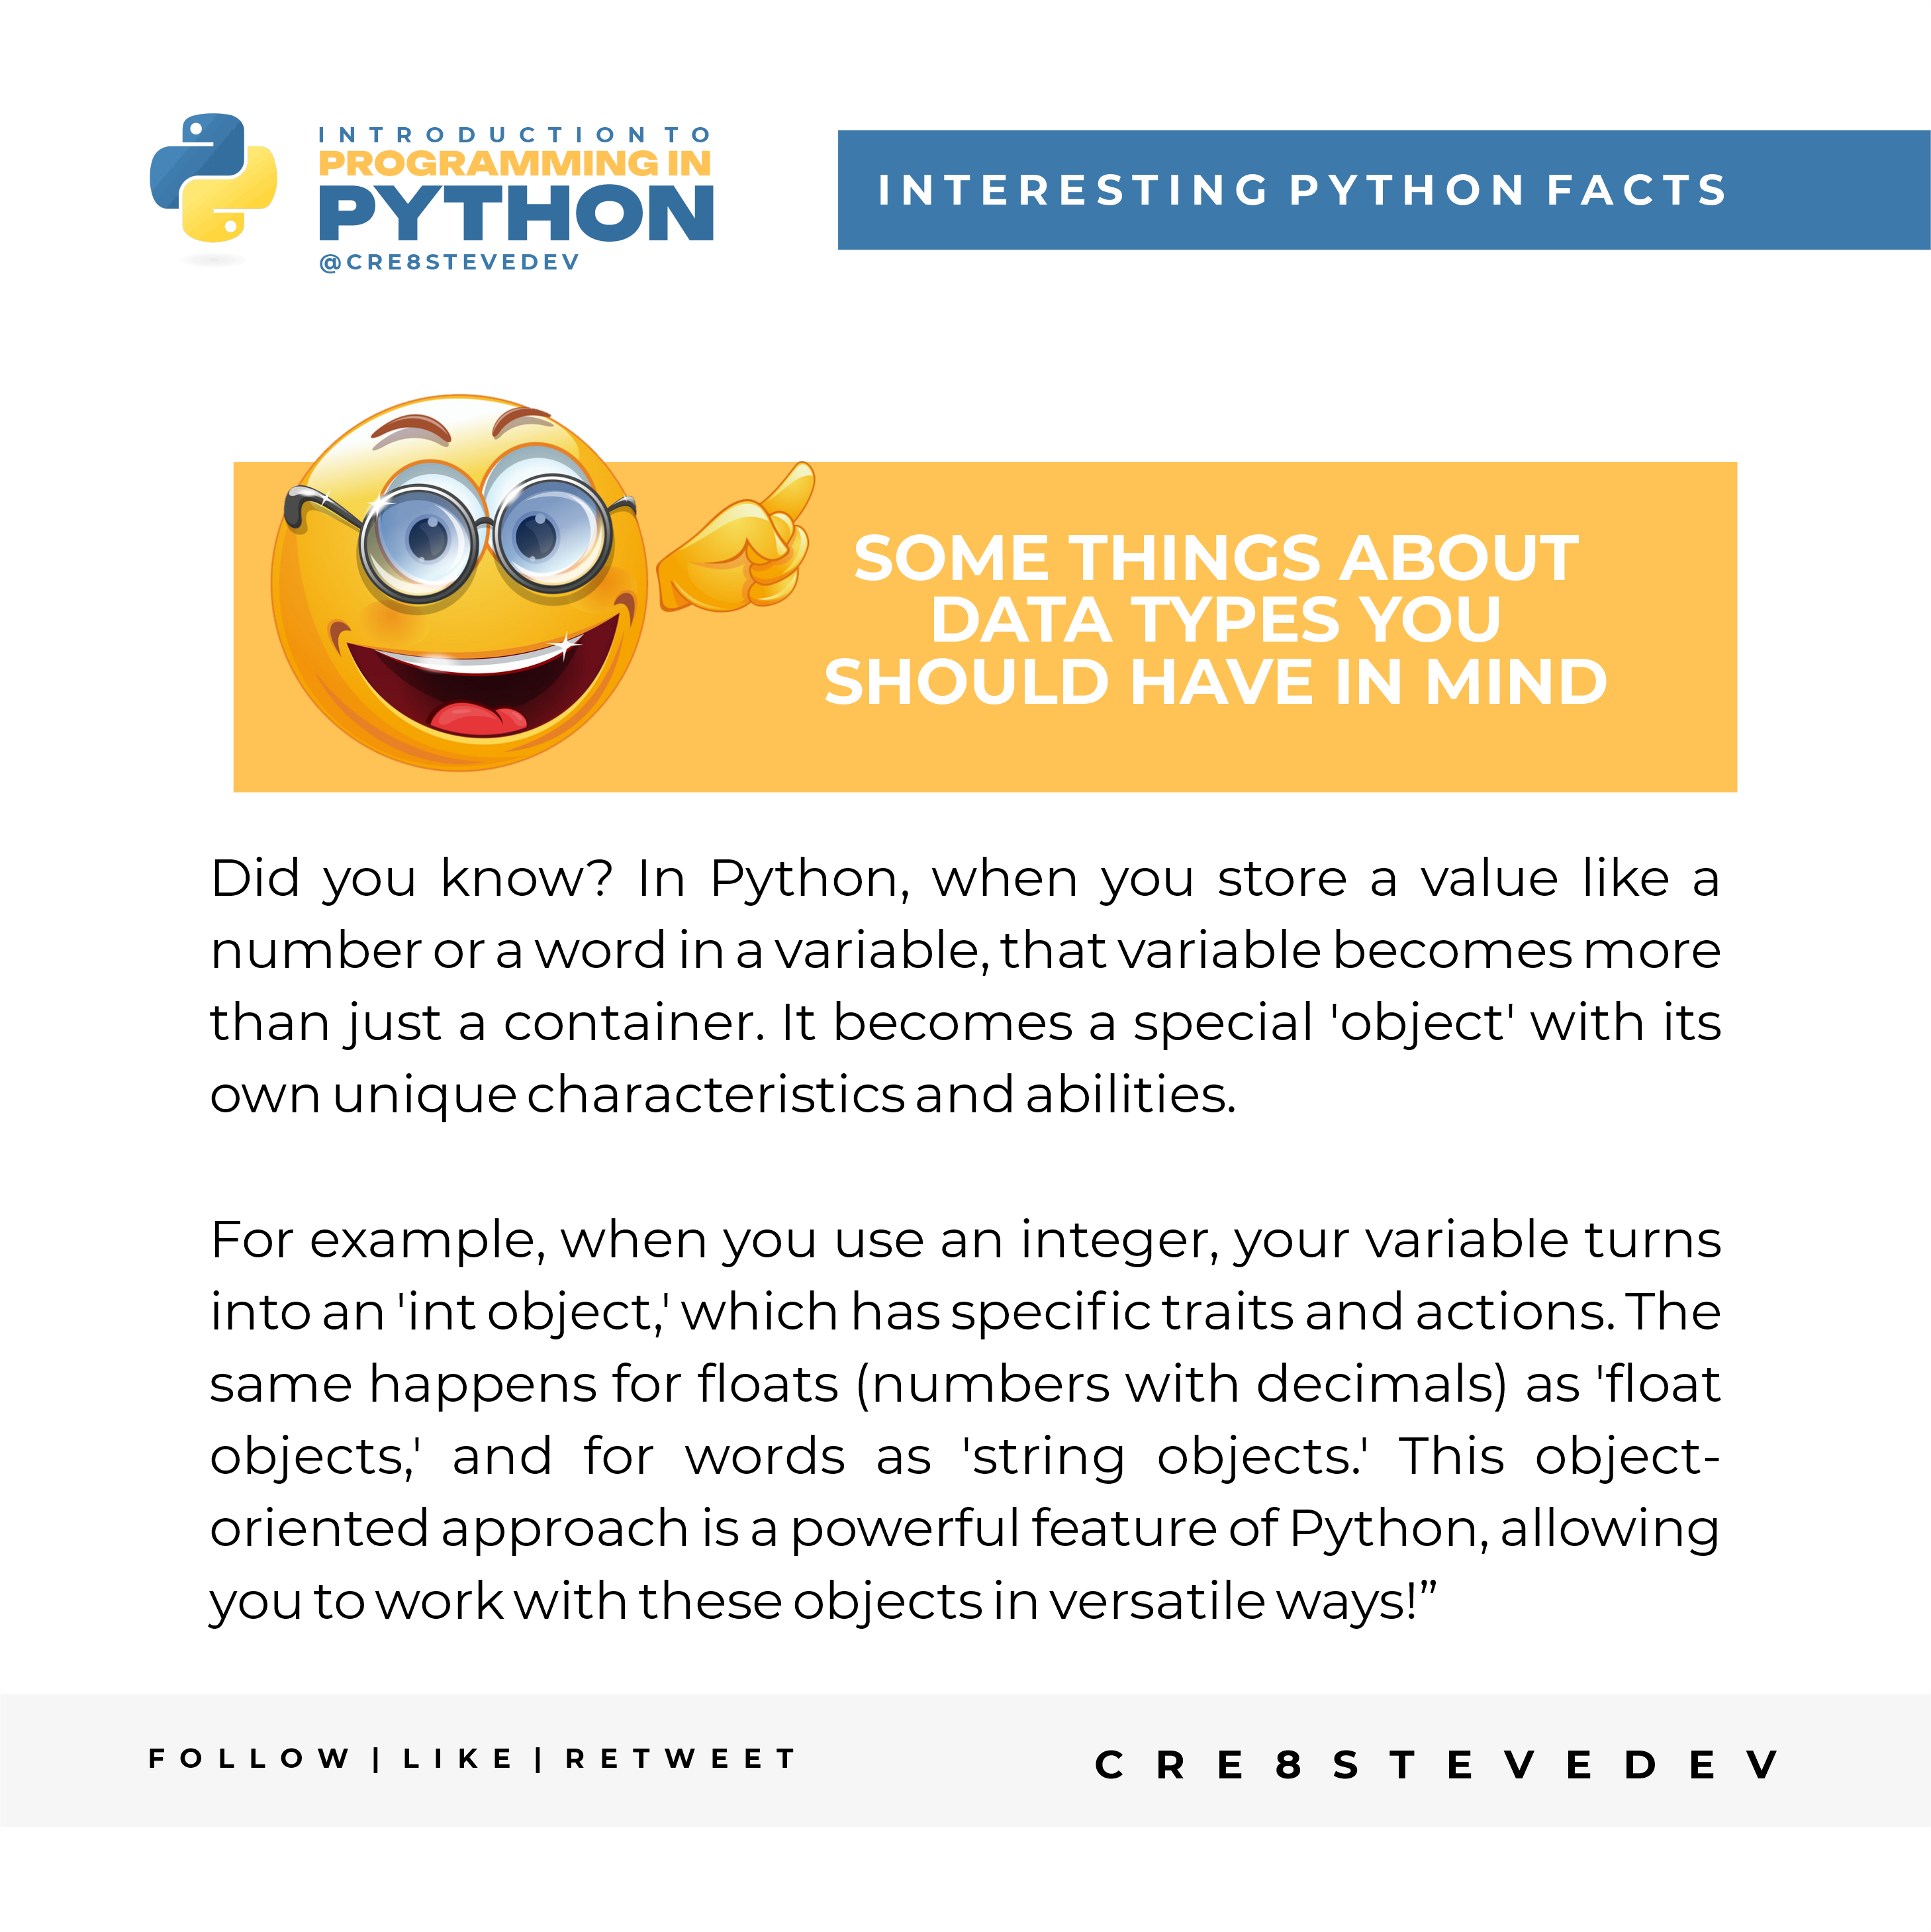 INTRODUCTION TO
PROGRAMMING IN
PYTHON
@CRE8STEVEDEV
INTERESTING PYTHON FACTS
SOME THINGS ABOUT
DATA TYPES YOU
SHOULD HAVE IN MIND
Did you know? In Python, when you store a value like a
number or a word in a variable, that variable becomes more
than just a container. It becomes a special 'object' with its
own unique characteristics and abilities.
For example, when you use an integer, your variable turns
into an 'int object,' which has specific traits and actions. The
same happens for floats (numbers with decimals) as 'float
objects,' and for words as 'string objects.' This object-
oriented approach is a powerful feature of Python, allowing
you to work with these objects in versatile ways!”
FOLLOW | LIKE | RETWEET
CRE8STEVEDEV